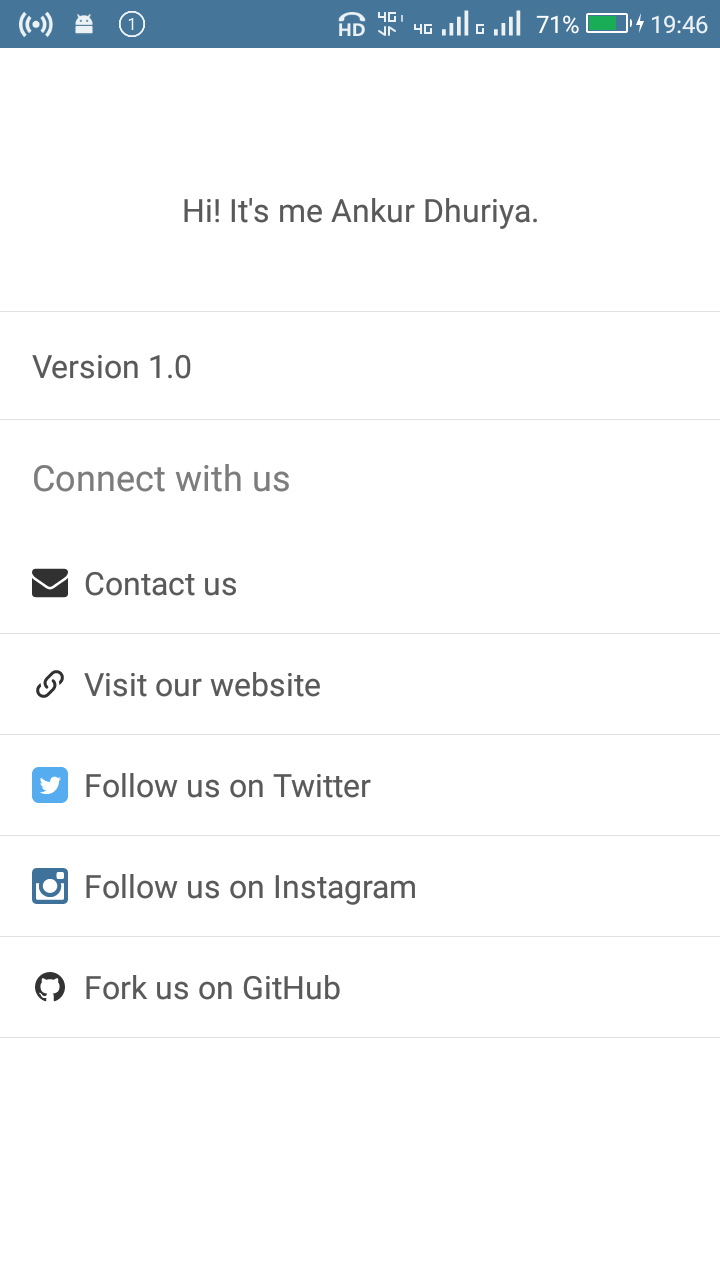 1 HD 4G 4G G 71% 19:46
Hi! It's me Ankur Dhuriya.
Version 1.0
Connect with us
Contact us
Visit our website
Follow us on Twitter
Follow us on Instagram
Fork us on GitHub